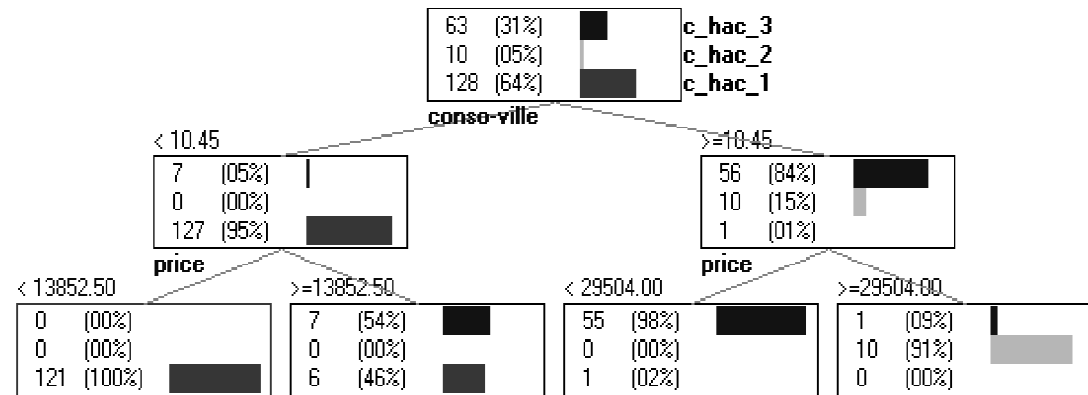 63 (31%) c_hac_3
10 (05%) c_hac_2
128 (64%) c_hac_1
conso-ville
< 10.45 >=10.45
7 (05%) 56 (84%)
0 (00%) 10 (15%)
127 (95%) 1 (01%)
price price
< 13852.50 >=13852.50 < 29504.00 >=29504.00
0 (00%) 7 (54%) 55 (98%) 1 (09%)
0 (00%) 0 (00%) 0 (00%) 10 (91%)
121 (100%) 6 (46%) 1 (02%) 0 (00%)